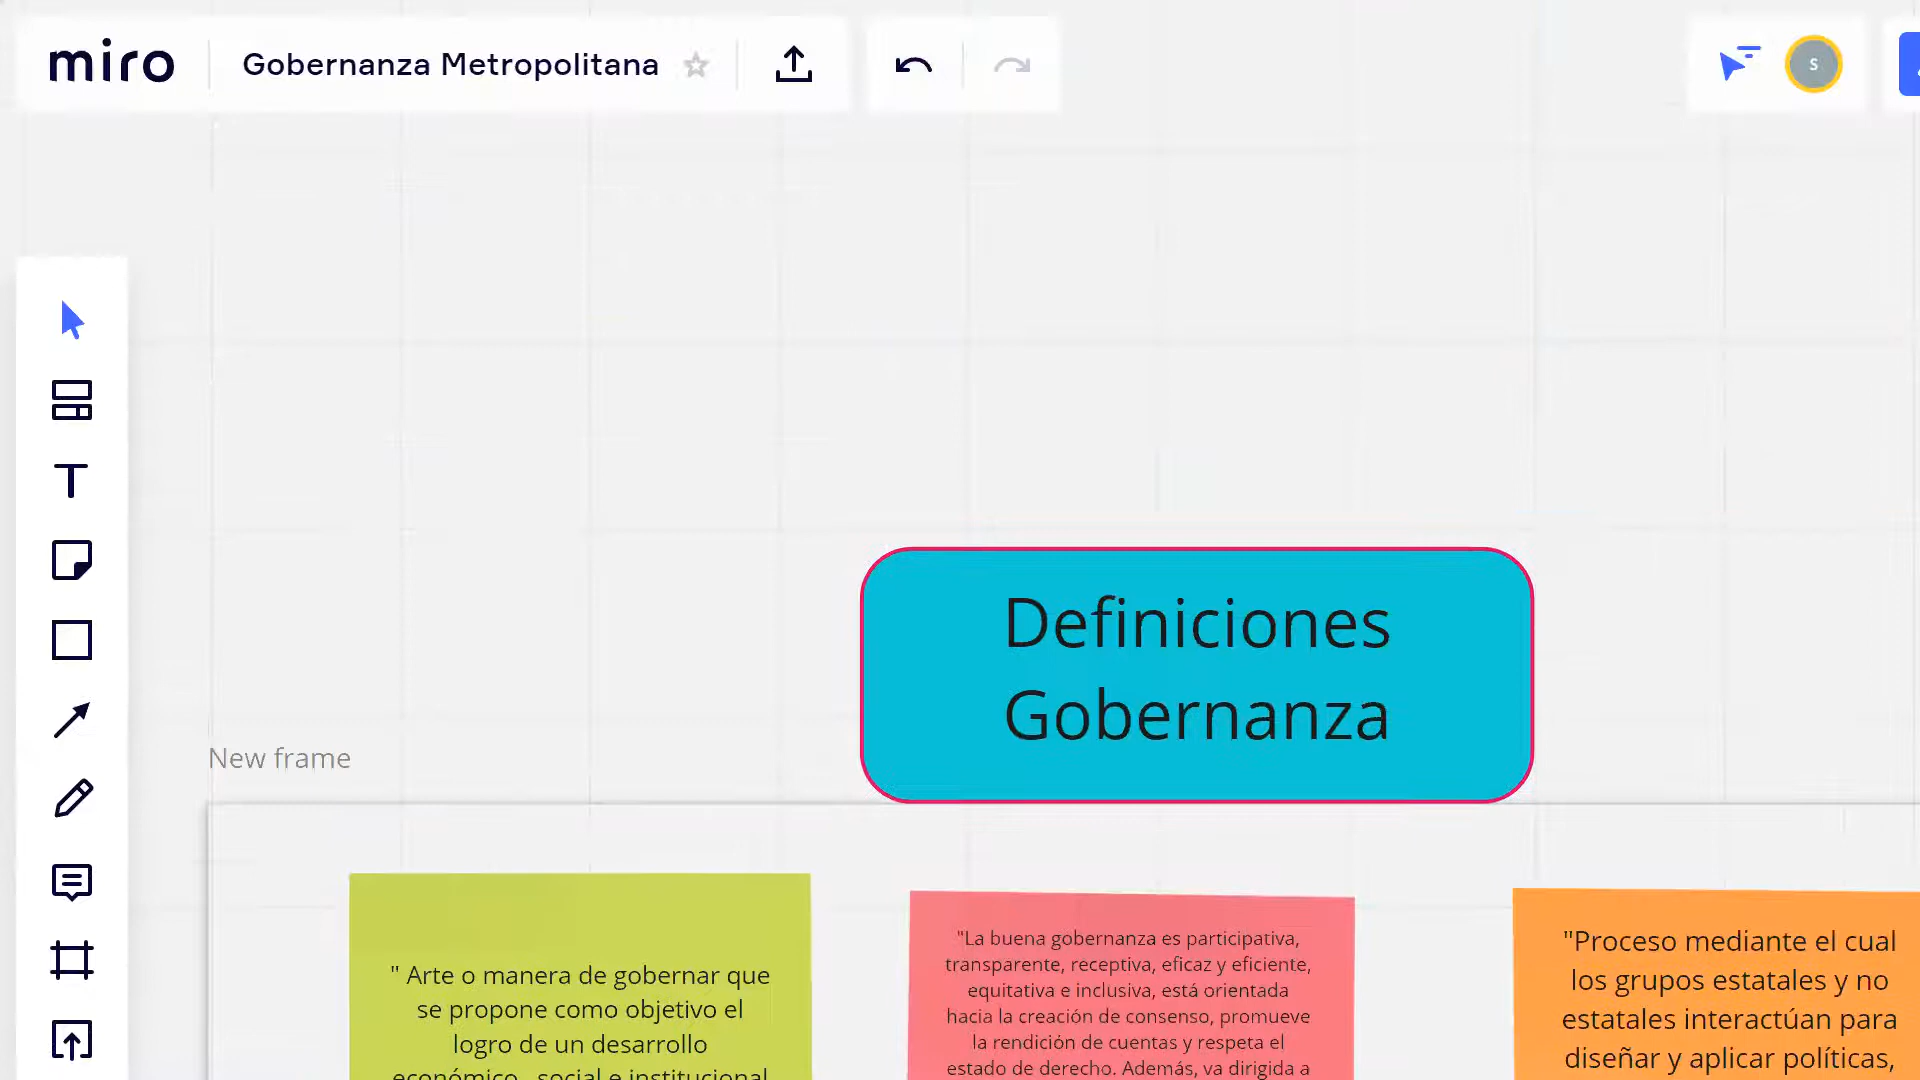 miro
Gobernanza Metropolitana
S
Definiciones
Gobernanza
New frame
" Arte o manera de gobernar que
se propone como objetivo el
logro de un desarrollo
económico, social e institucional
"La buena gobernanza es participativa,
transparente, receptiva, eficaz y eficiente,
equitativa e inclusiva, está orientada
hacia la creación de consenso, promueve
la rendición de cuentas y respeta el
estado de derecho. Además, va dirigida a
"Proceso mediante el cual
los grupos estatales y no
estatales interactúan para
diseñar y aplicar políticas,